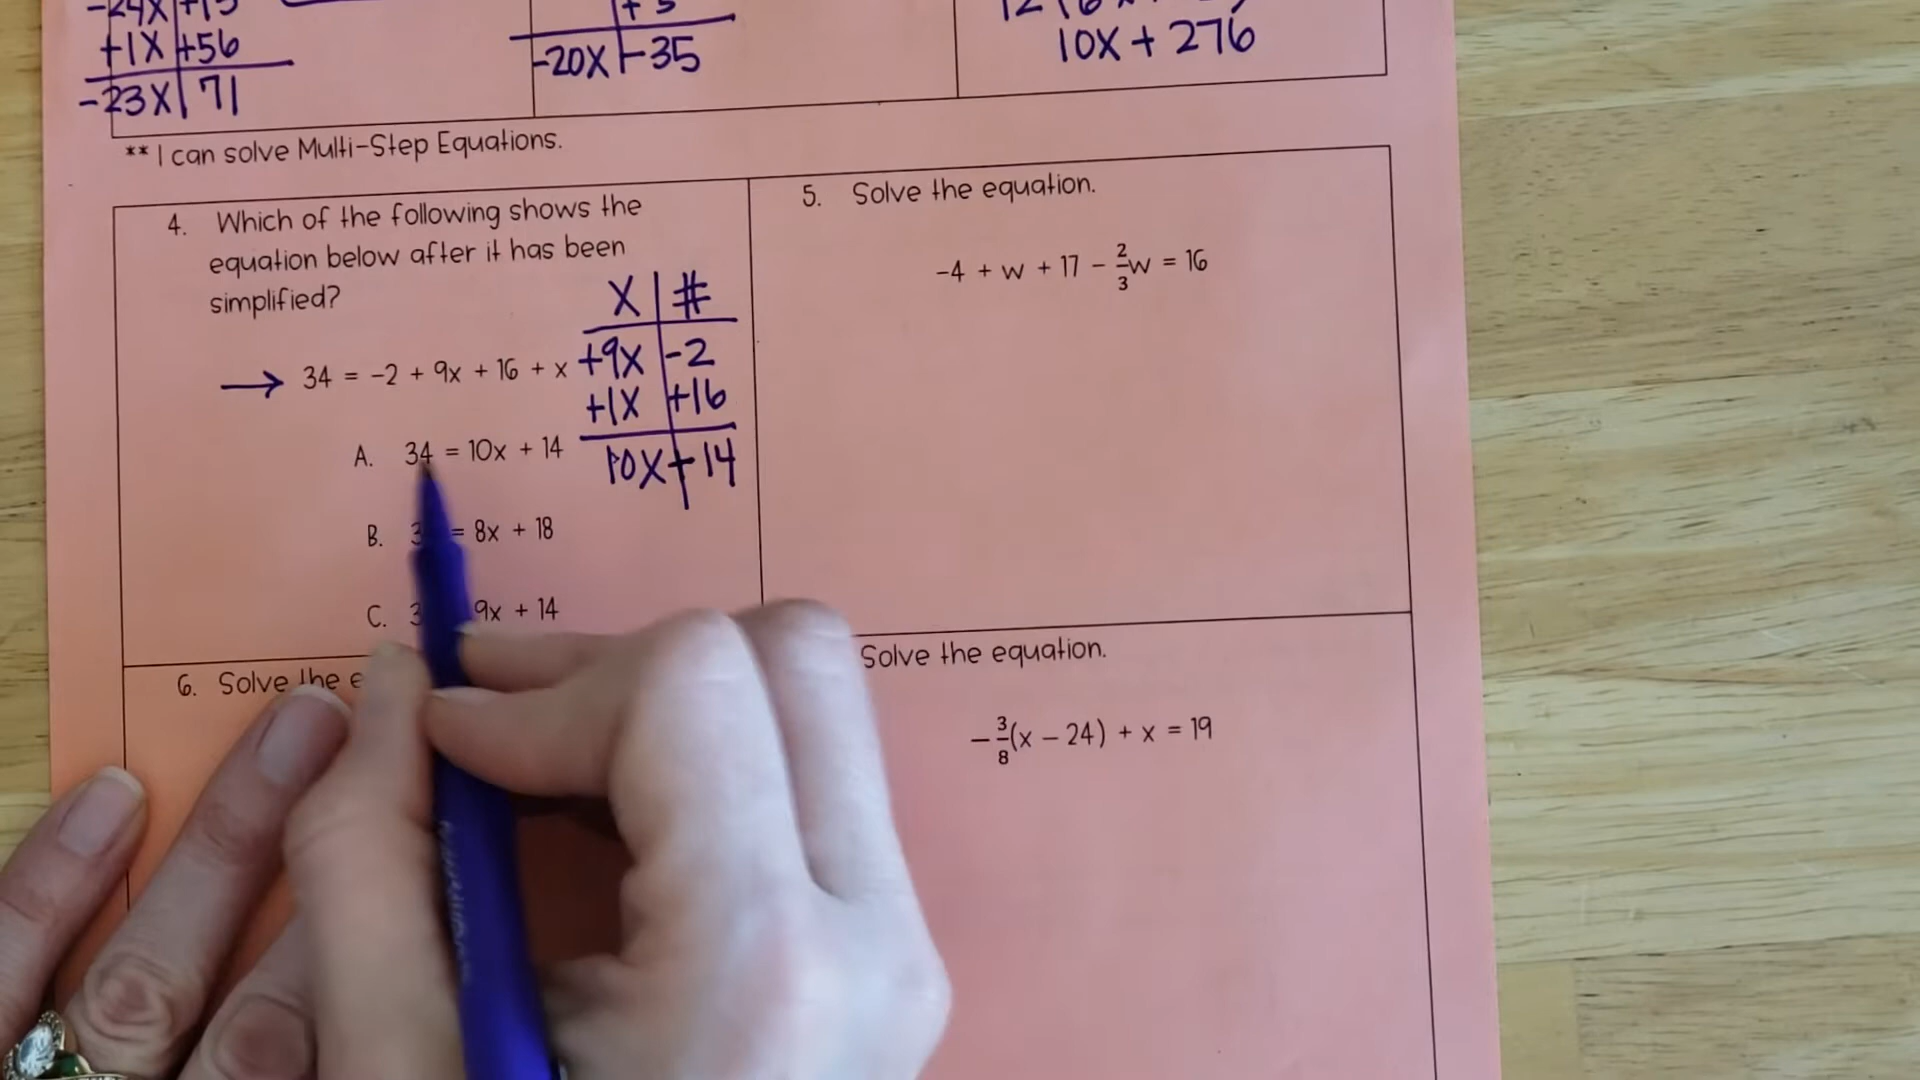 -24X +15
+1X +56
-23X 71
+5
-20X -35
10X + 276
** I can solve Multi-Step Equations.
4. Which of the following shows the
equation below after it has been
simplified?
X #
→ 34 = -2 + 9x + 16 + x
+9X -2
+1X +16
10X + 14
A. 34 = 10x + 14
B. = 8x + 18
C. 9x + 14
5. Solve the equation.
-4 + w + 17 - 2/3w = 16
6. Solve the
Solve the equation.
-3/8(x - 24) + x = 19